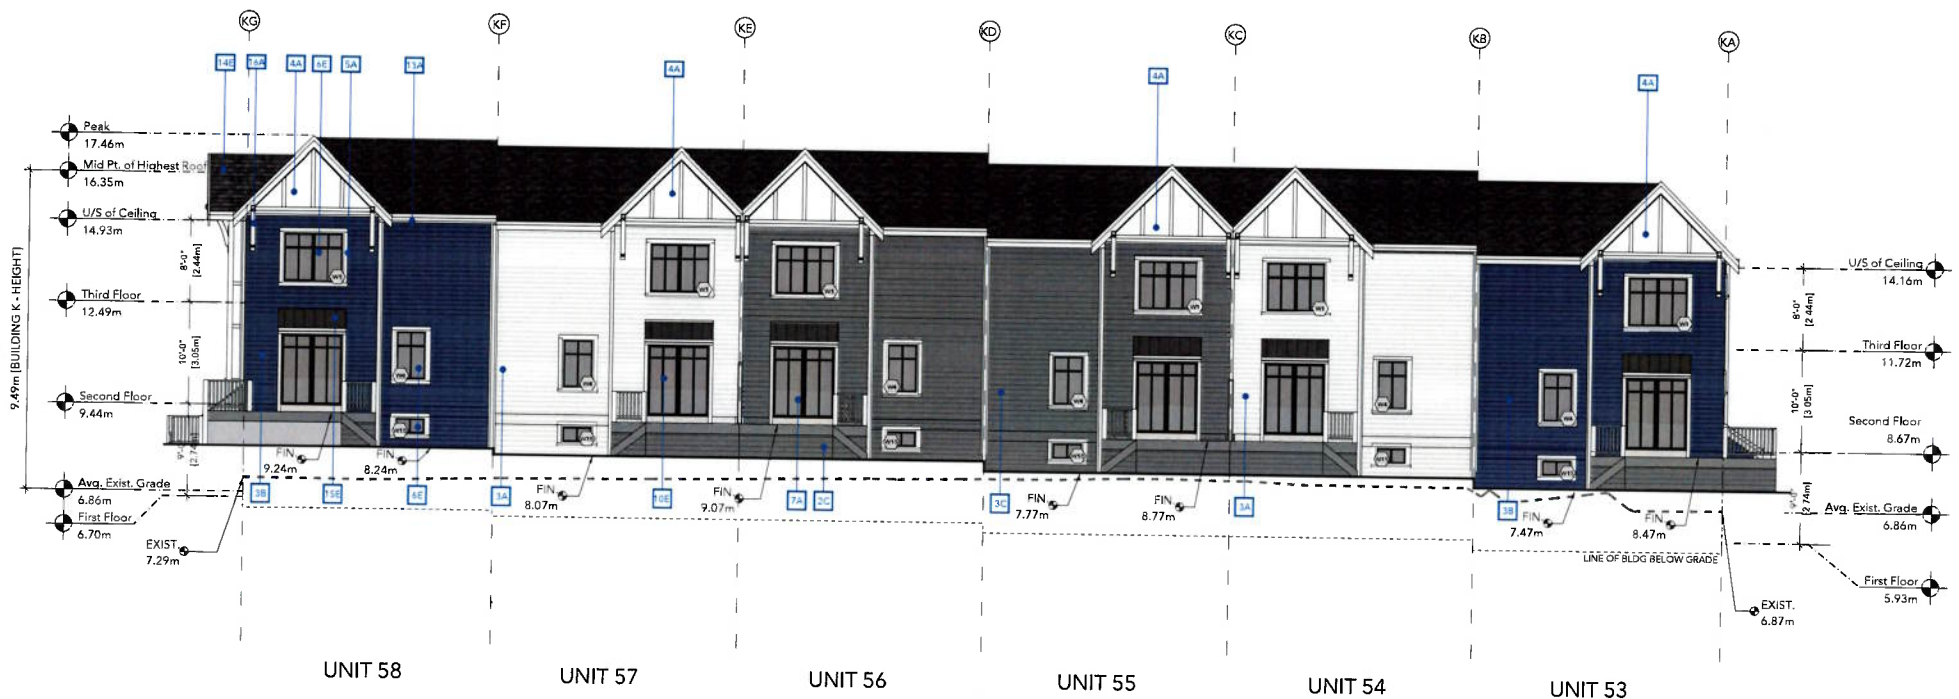 KG
KF
KE
KD
KC
KB
KA
14E
16A
4A
6E
5A
13A
4A
4A
4A
Peak
17.46m
Mid Pt. of Highest Roof
16.35m
U/S of Ceiling
14.93m
8'-0"
[2.44m]
Third Floor
12.49m
10'-0"
[3.05m]
Second Floor
9.44m
9.49m [BUILDING K - HEIGHT]
Avg. Exist. Grade
6.86m
First Floor
6.70m
EXIST.
7.29m
U/S of Ceiling
14.16m
8'-0"
[2.44m]
Third Floor
11.72m
10'-0"
[3.05m]
Second Floor
8.67m
[2.74m]
Avg. Exist. Grade
6.86m
First Floor
5.93m
EXIST.
6.87m
FIN
9.24m
FIN
8.24m
FIN
8.07m
FIN
9.07m
FIN
7.77m
FIN
8.77m
FIN
7.47m
FIN
8.47m
3B
15E
6E
3A
10E
7A
2C
3C
3A
3B
LINE OF BLDG BELOW GRADE
UNIT 58
UNIT 57
UNIT 56
UNIT 55
UNIT 54
UNIT 53